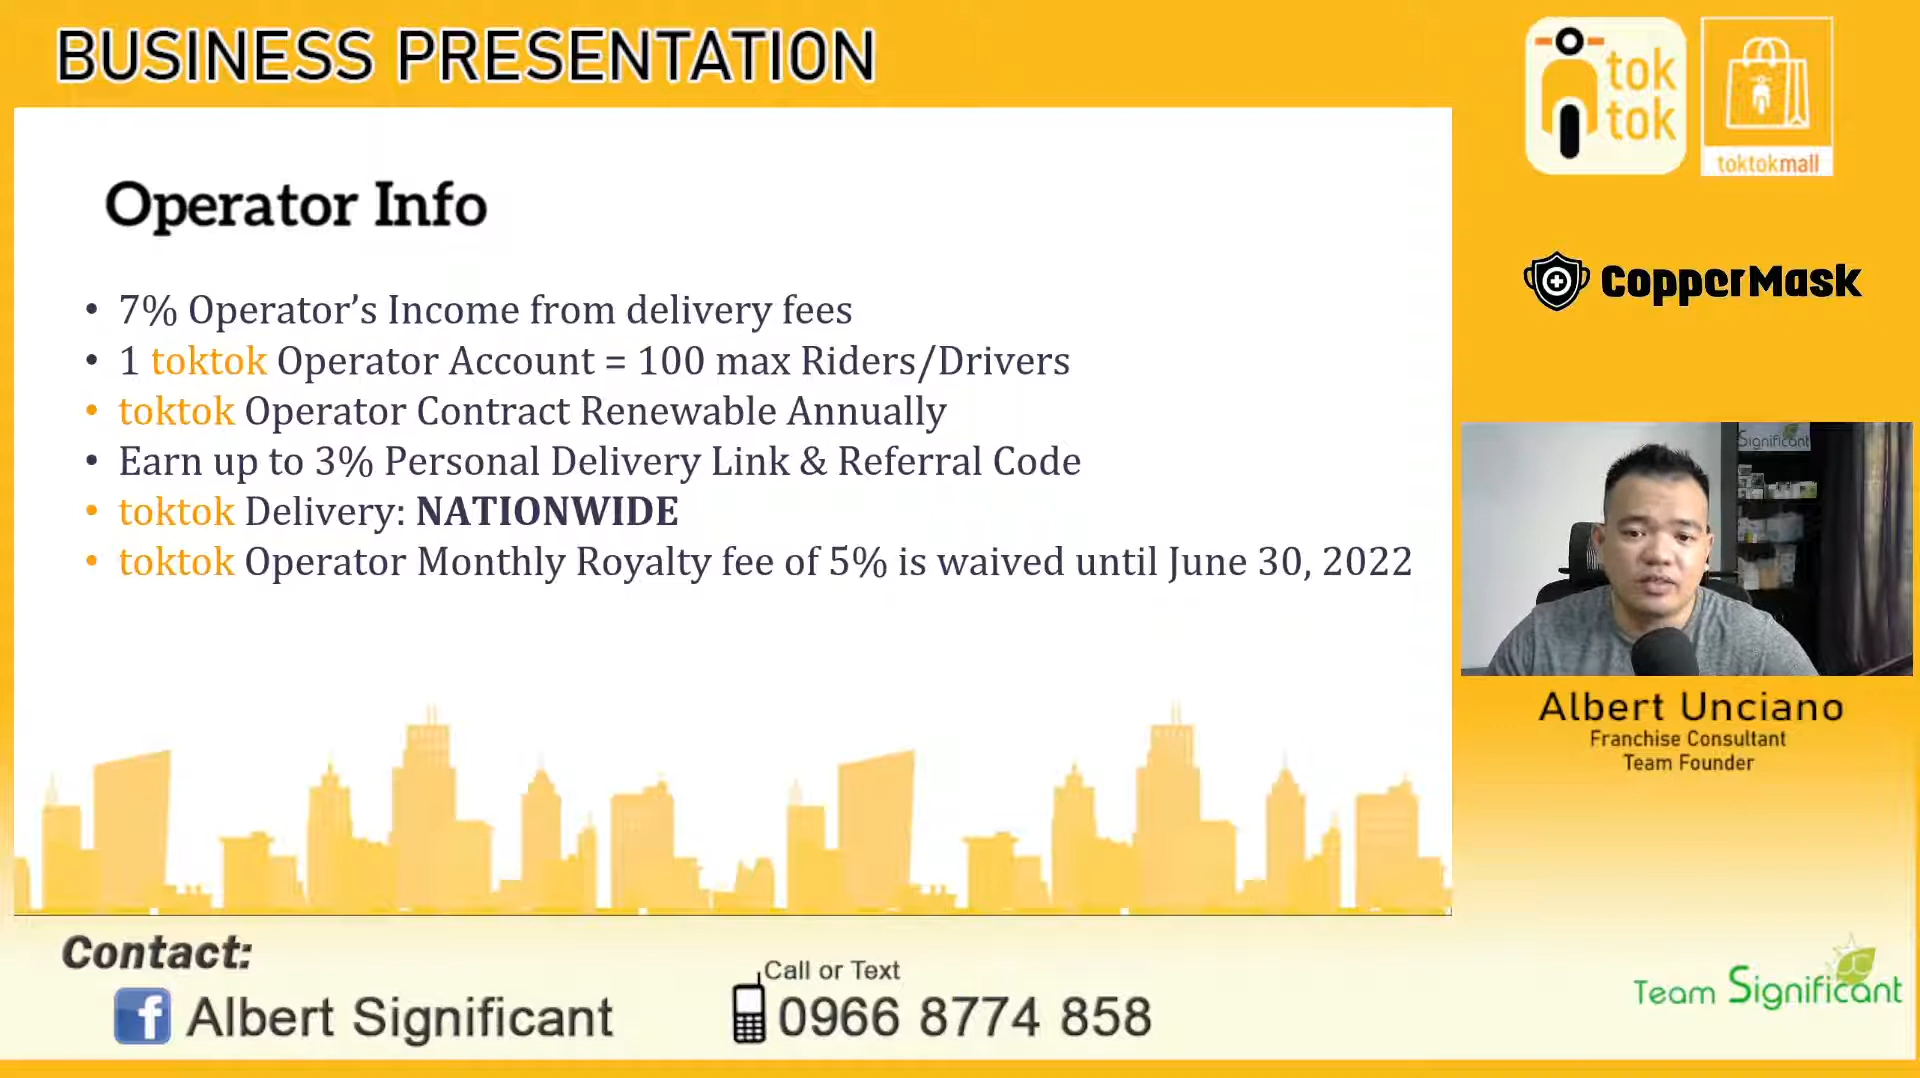 BUSINESS PRESENTATION
tok
tok
toktokmall
CopperMask
Operator Info
• 7% Operator’s Income from delivery fees
• 1 toktok Operator Account = 100 max Riders/Drivers
• toktok Operator Contract Renewable Annually
• Earn up to 3% Personal Delivery Link & Referral Code
• toktok Delivery: NATIONWIDE
• toktok Operator Monthly Royalty fee of 5% is waived until June 30, 2022
Significant
Albert Unciano
Franchise Consultant
Team Founder
Contact:
Albert Significant
Call or Text
0966 8774 858
Team Significant